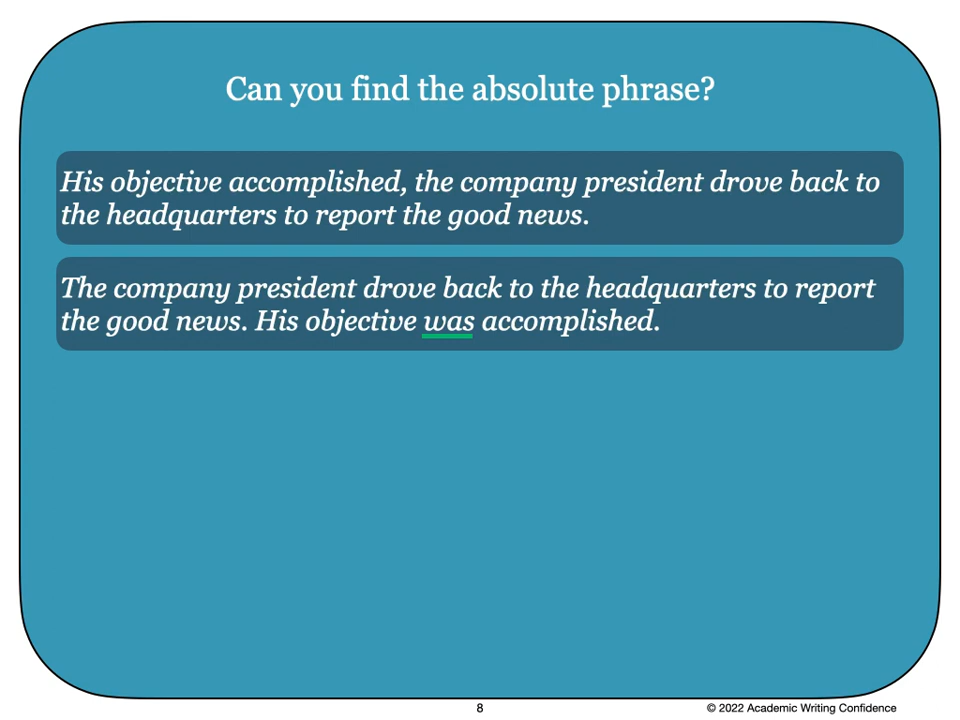 Can you find the absolute phrase?
His objective accomplished, the company president drove back to
the headquarters to report the good news.
The company president drove back to the headquarters to report
the good news. His objective was accomplished.
8
© 2022 Academic Writing Confidence